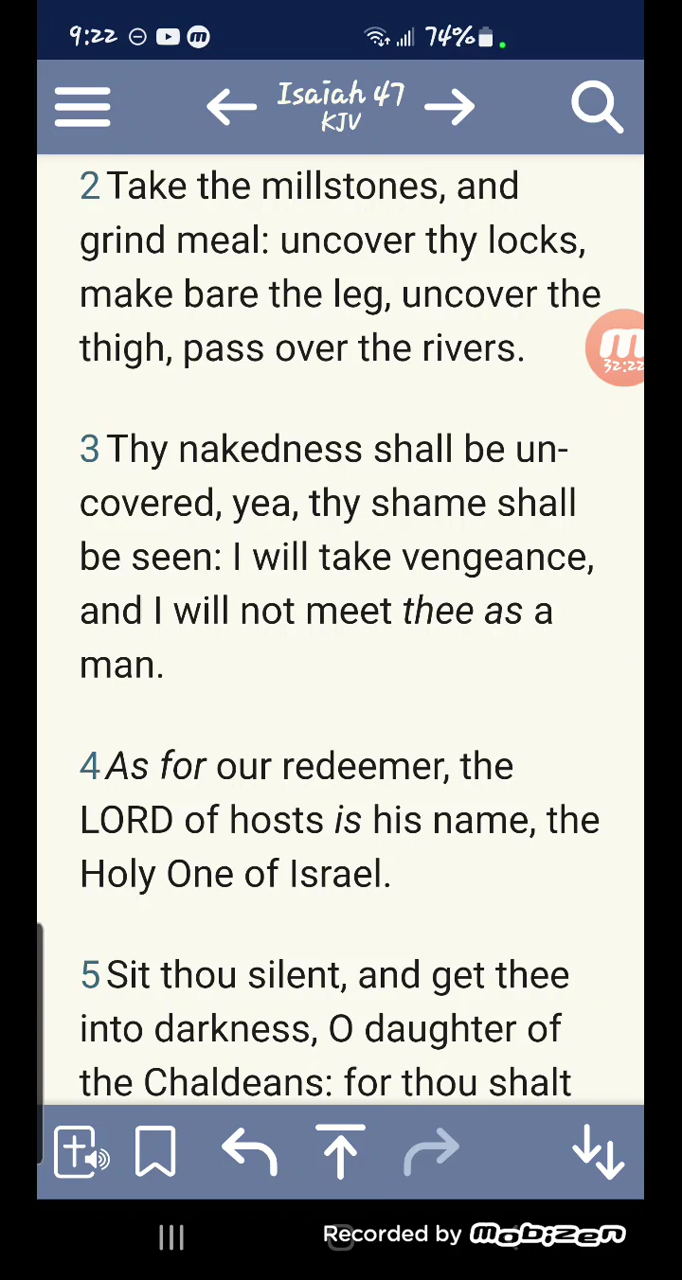 9:22 74%
Isaiah 47
KJV
2 Take the millstones, and
grind meal: uncover thy locks,
make bare the leg, uncover the
thigh, pass over the rivers.
32:22
3 Thy nakedness shall be un-
covered, yea, thy shame shall
be seen: I will take vengeance,
and I will not meet thee as a
man.
4 As for our redeemer, the
LORD of hosts is his name, the
Holy One of Israel.
5 Sit thou silent, and get thee
into darkness, O daughter of
the Chaldeans: for thou shalt
Recorded by mobizen